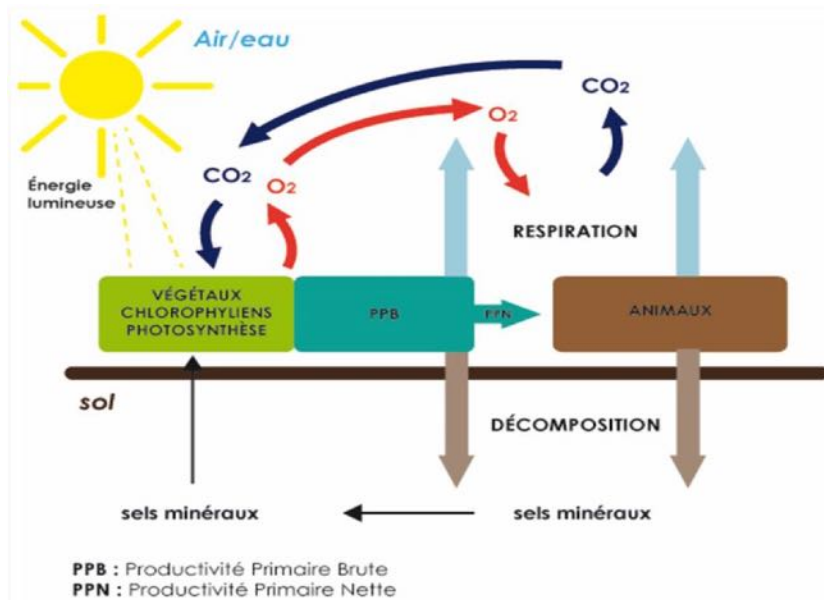 Air/eau
CO2
O2
CO2
O2
Énergie
lumineuse
RESPIRATION
VÉGÉTAUX
CHLOROPHYLIENS
PHOTOSYNTHÈSE
PPB
PPN
ANIMAUX
sol
DÉCOMPOSITION
sels minéraux
sels minéraux
PPB : Productivité Primaire Brute
PPN : Productivité Primaire Nette